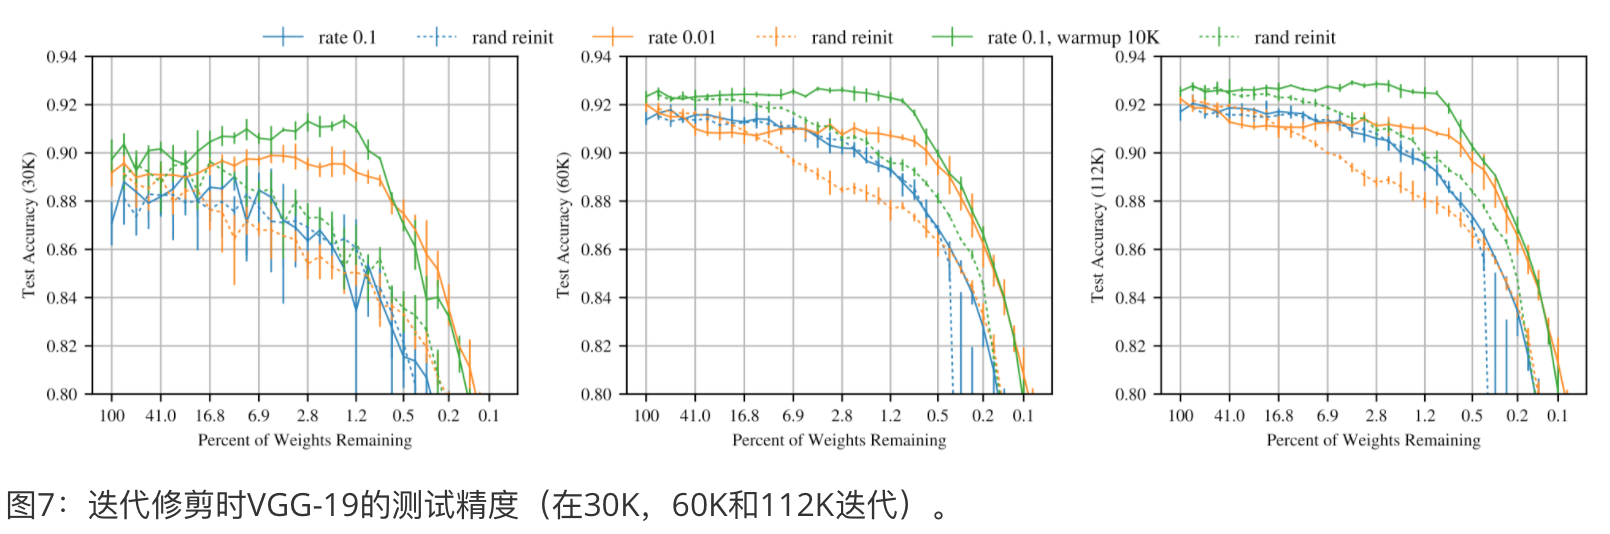 rate 0.1 rand reinit rate 0.01 rand reinit rate 0.1, warmup 10K rand reinit
0.94
0.92
0.90
0.88
0.86
0.84
0.82
0.80
Test Accuracy (30K)
100 41.0 16.8 6.9 2.8 1.2 0.5 0.2 0.1
Percent of Weights Remaining
0.94
0.92
0.90
0.88
0.86
0.84
0.82
0.80
Test Accuracy (60K)
100 41.0 16.8 6.9 2.8 1.2 0.5 0.2 0.1
Percent of Weights Remaining
0.94
0.92
0.90
0.88
0.86
0.84
0.82
0.80
Test Accuracy (112K)
100 41.0 16.8 6.9 2.8 1.2 0.5 0.2 0.1
Percent of Weights Remaining
图7：迭代修剪时VGG-19的测试精度（在30K，60K和112K迭代）。